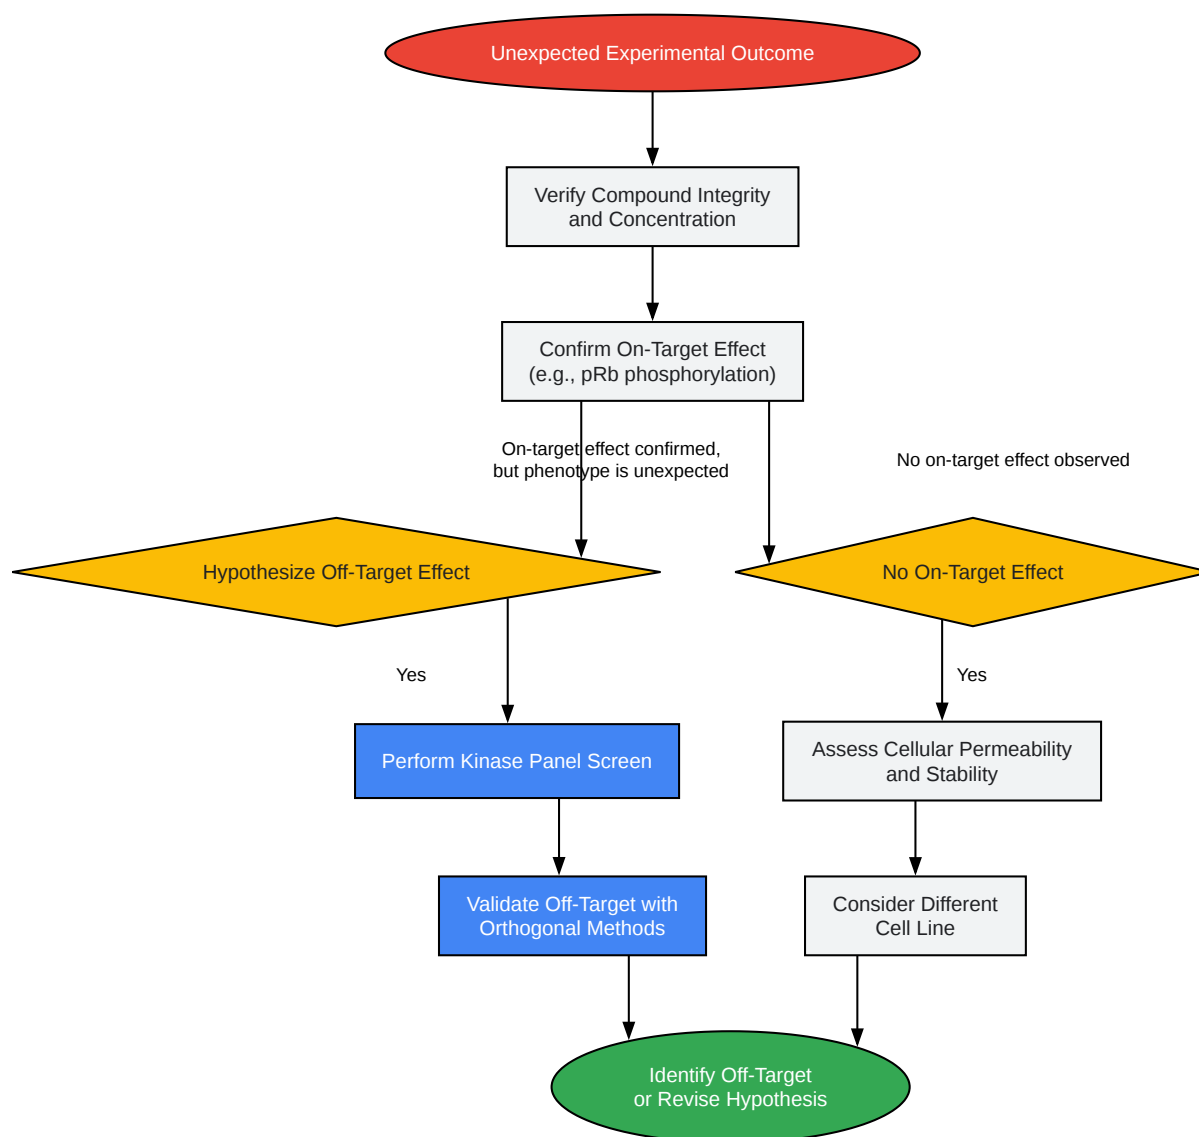 Unexpected Experimental Outcome
Verify Compound Integrity
and Concentration
Confirm On-Target Effect
(e.g., pRb phosphorylation)
On-target effect confirmed,
but phenotype is unexpected
No on-target effect observed
Hypothesize Off-Target Effect
No On-Target Effect
Yes
Yes
Perform Kinase Panel Screen
Assess Cellular Permeability
and Stability
Validate Off-Target with
Orthogonal Methods
Consider Different
Cell Line
Identify Off-Target
or Revise Hypothesis